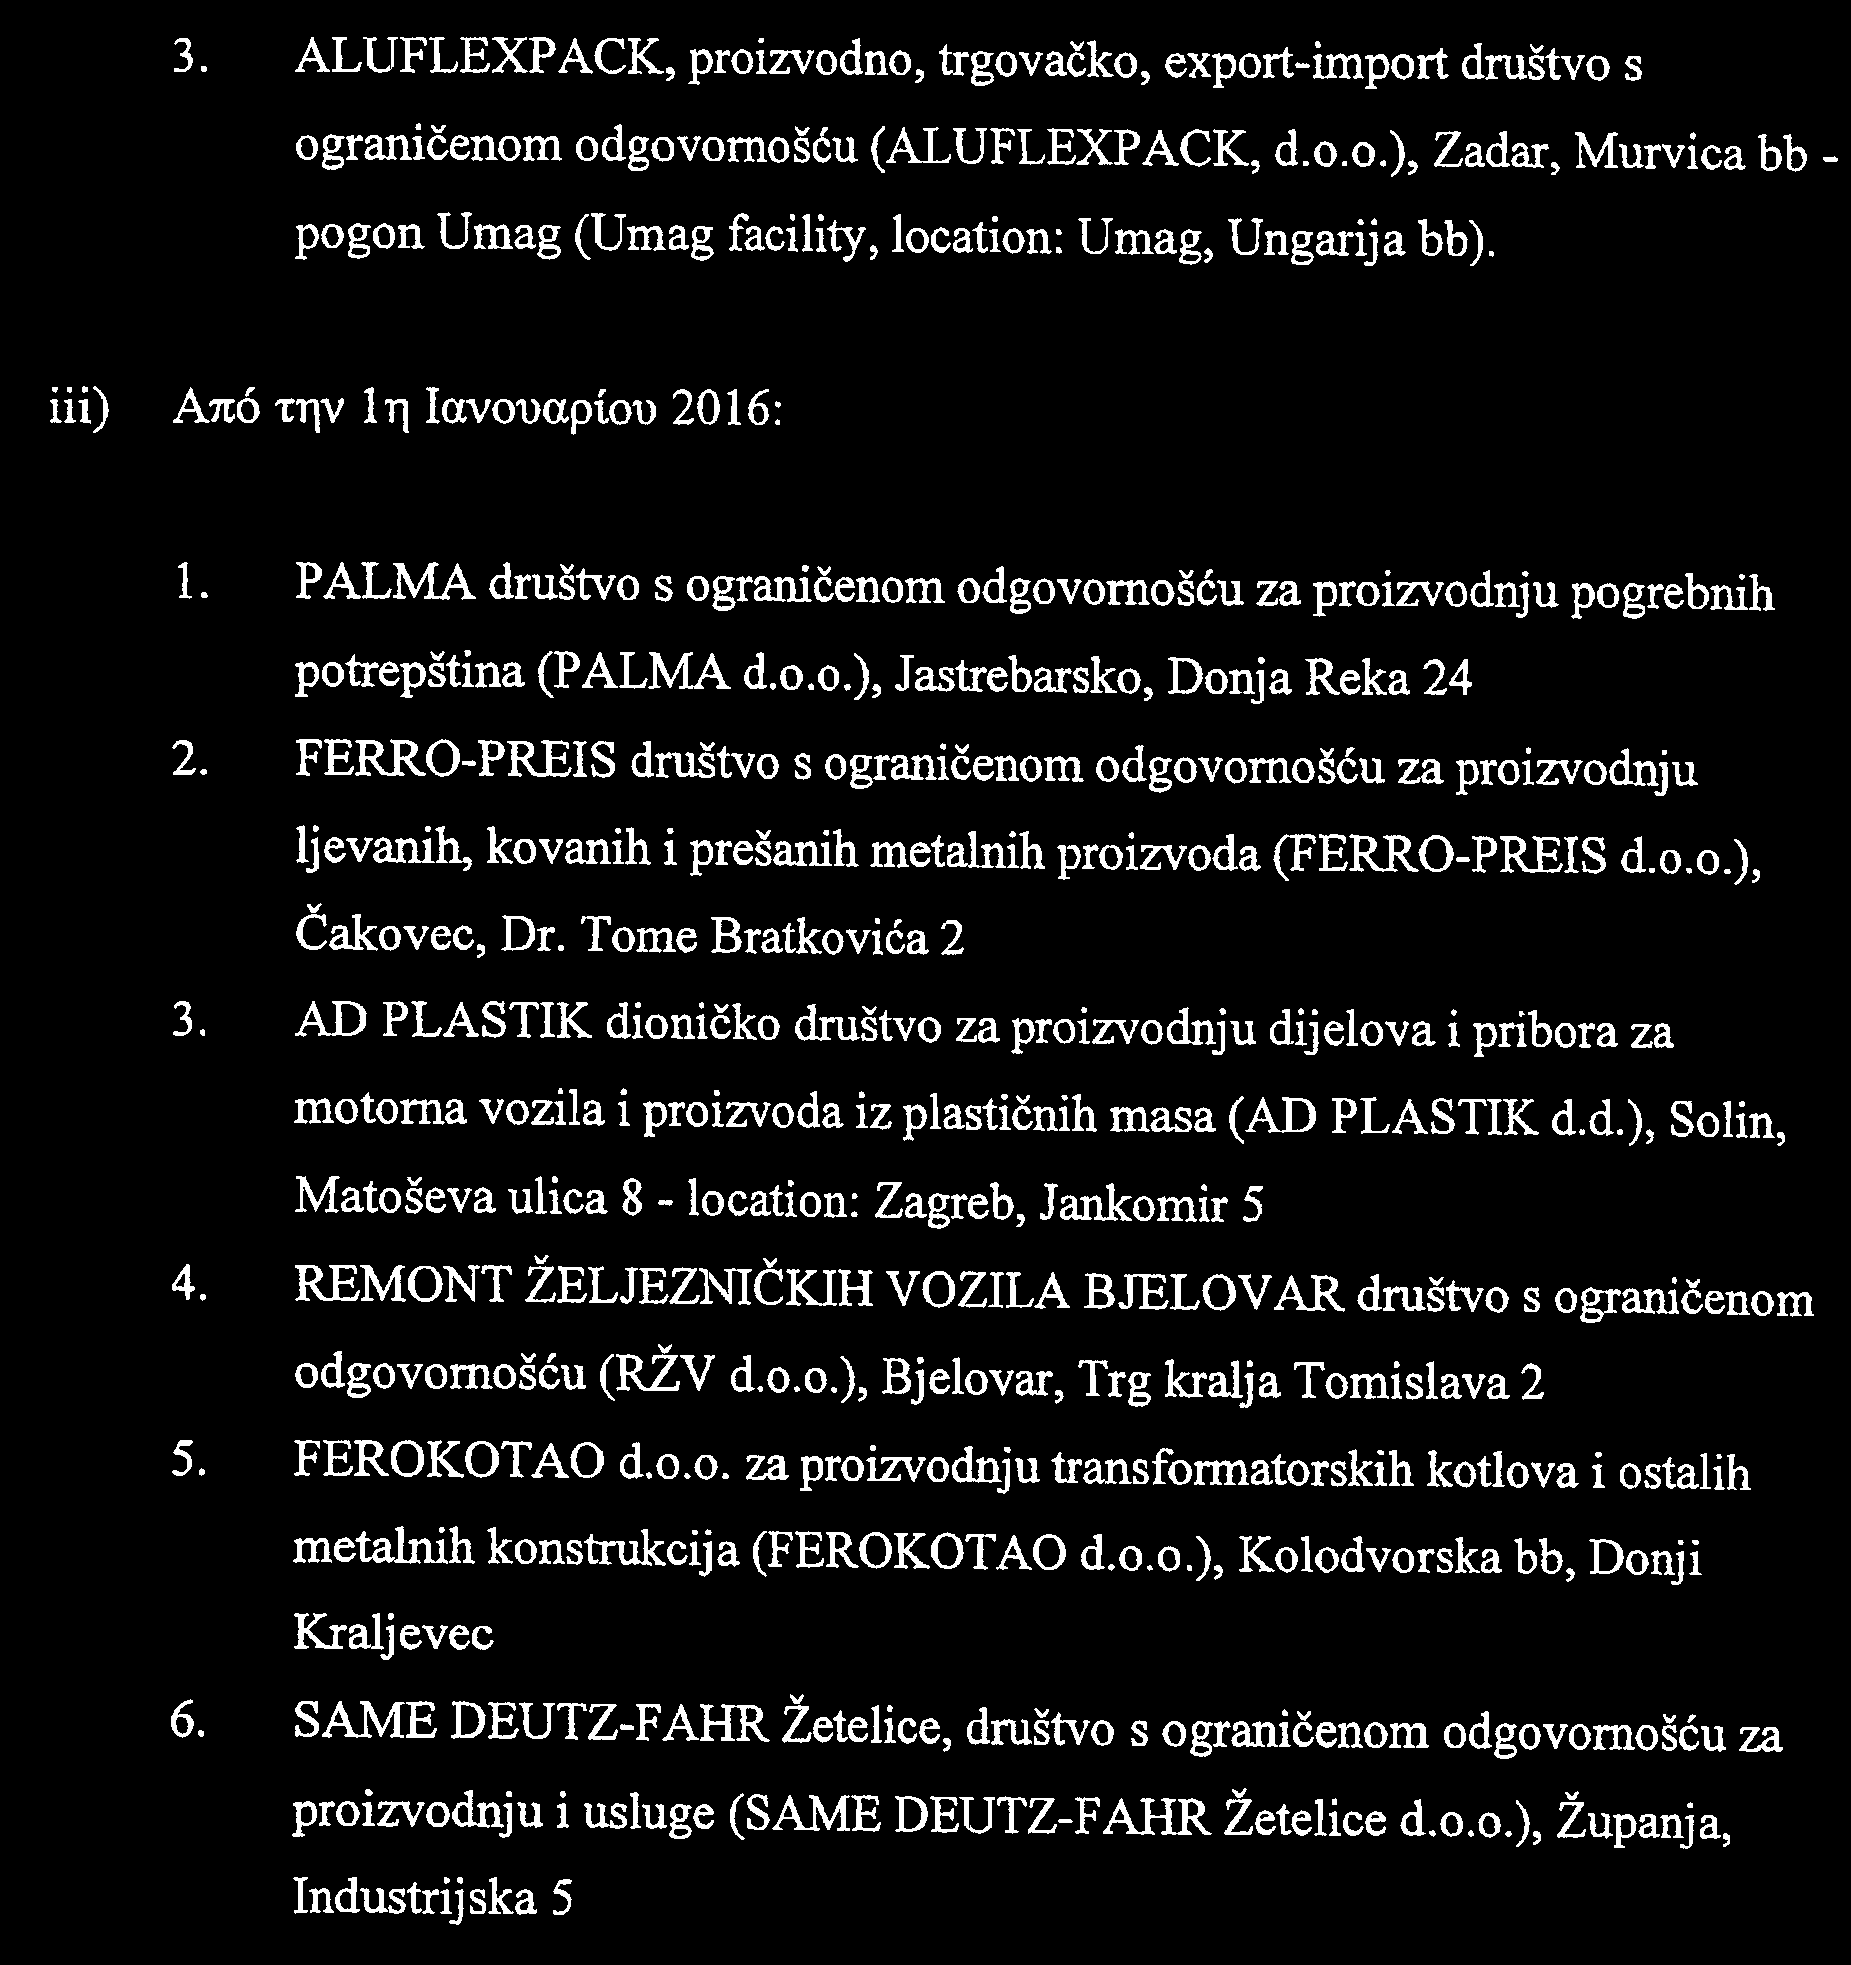 3. ALUFLEXPACK, proizvodno, trgovačko, export-import društvo s
ograničenom odgovornošću (ALUFLEXPACK, d.o.o.), Zadar, Murvica bb -
pogon Umag (Umag facility, location: Umag, Ungarija bb).
iii) Από την 1η Ιανουαρίου 2016:
1. PALMA društvo s ograničenom odgovornošću za proizvodnju pogrebnih
potrepština (PALMA d.o.o.), Jastrebarsko, Donja Reka 24
2. FERRO-PREIS društvo s ograničenom odgovornošću za proizvodnju
ljevanih, kovanih i prešanih metalnih proizvoda (FERRO-PREIS d.o.o.),
Čakovec, Dr. Tome Bratkovića 2
3. AD PLASTIK dioničko društvo za proizvodnju dijelova i pribora za
motorna vozila i proizvoda iz plastičnih masa (AD PLASTIK d.d.), Solin,
Matoševa ulica 8 - location: Zagreb, Jankomir 5
4. REMONT ŽELJEZNIČKIH VOZILA BJELOVAR društvo s ograničenom
odgovornošću (RŽV d.o.o.), Bjelovar, Trg kralja Tomislava 2
5. FEROKOTAO d.o.o. za proizvodnju transformatorskih kotlova i ostalih
metalnih konstrukcija (FEROKOTAO d.o.o.), Kolodvorska bb, Donji
Kraljevec
6. SAME DEUTZ-FAHR Žetelice, društvo s ograničenom odgovornošću za
proizvodnju i usluge (SAME DEUTZ-FAHR Žetelice d.o.o.), Županja,
Industrijska 5